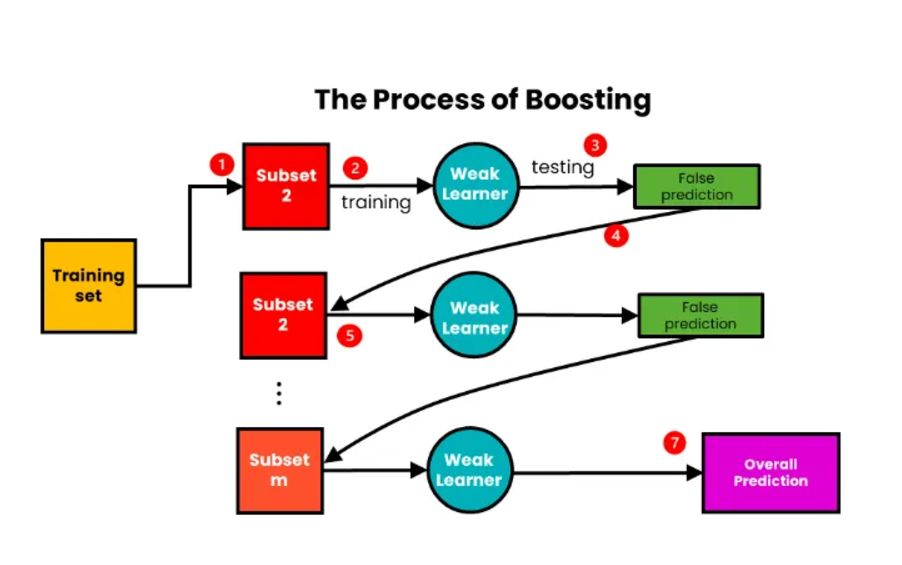 The Process of Boosting
1
Subset
2
2
training
Weak
Learner
3
testing
False
prediction
4
Training
set
Subset
2
5
Weak
Learner
False
prediction
Subset
m
Weak
Learner
7
Overall
Prediction